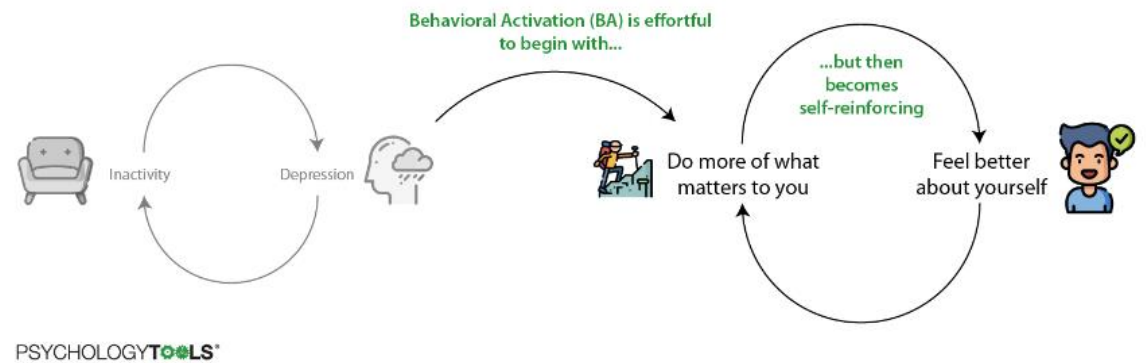 Behavioral Activation (BA) is effortful
to begin with...
...but then
becomes
self-reinforcing
Inactivity
Depression
Do more of what
matters to you
Feel better
about yourself
PSYCHOLOGYTOOLS®